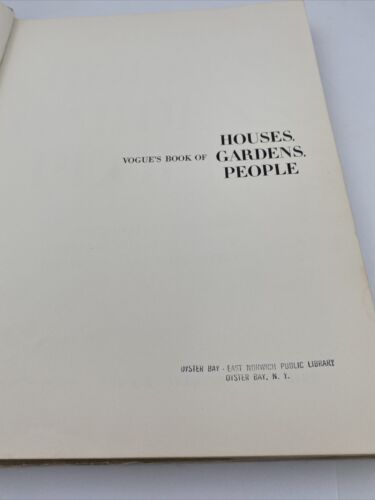 HOUSES,
VOGUE'S BOOK OF GARDENS,
PEOPLE
OYSTER BAY - EAST NORWICH PUBLIC LIBRARY
OYSTER BAY, N. Y.